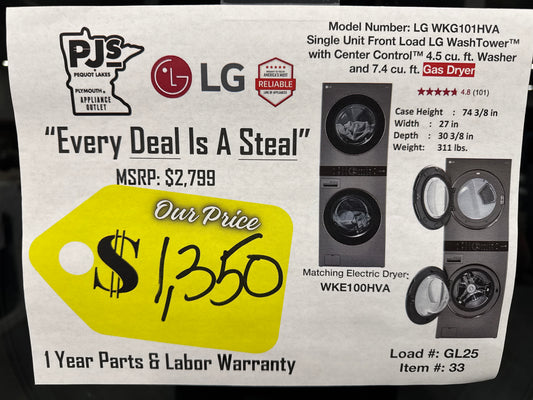 PJS
PEQUOT LAKES
PLYMOUTH
APPLIANCE
OUTLET
LG
AMERICA'S MOST
RELIABLE
LINE OF APPLIANCES
Model Number: LG WKG101HVA
Single Unit Front Load LG WashTower™
with Center Control™ 4.5 cu. ft. Washer
and 7.4 cu. ft. Gas Dryer
4.8 (101)
Case Height : 74 3/8 in
Width : 27 in
Depth : 30 3/8 in
Weight: 311 lbs.
"Every Deal Is A Steal"
MSRP: $2,799
Our Price
$ 1,350
Matching Electric Dryer:
WKE100HVA
1 Year Parts & Labor Warranty
Load #: GL25
Item #: 33